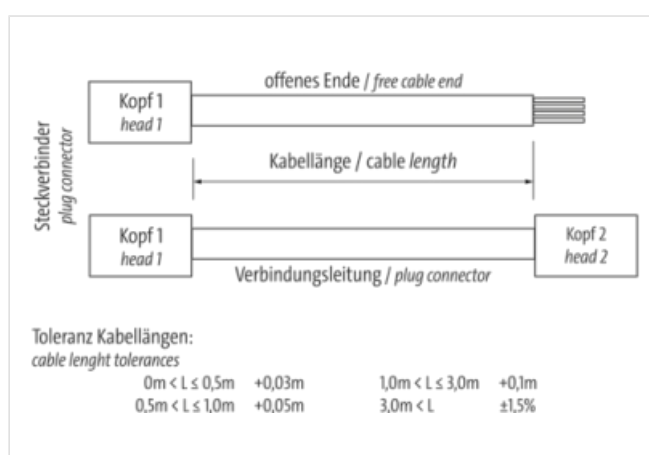 offenes Ende / free cable end
Kopf 1
head 1
Steckverbinder
plug connector
Kabellänge / cable length
Kopf 1
head 1
Kopf 2
head 2
Verbindungsleitung / plug connector
Toleranz Kabellängen:
cable lenght tolerances
0m < L ≤ 0,5m +0,03m 1,0m < L ≤ 3,0m +0,1m
0,5m < L ≤ 1,0m +0,05m 3,0m < L ±1,5%